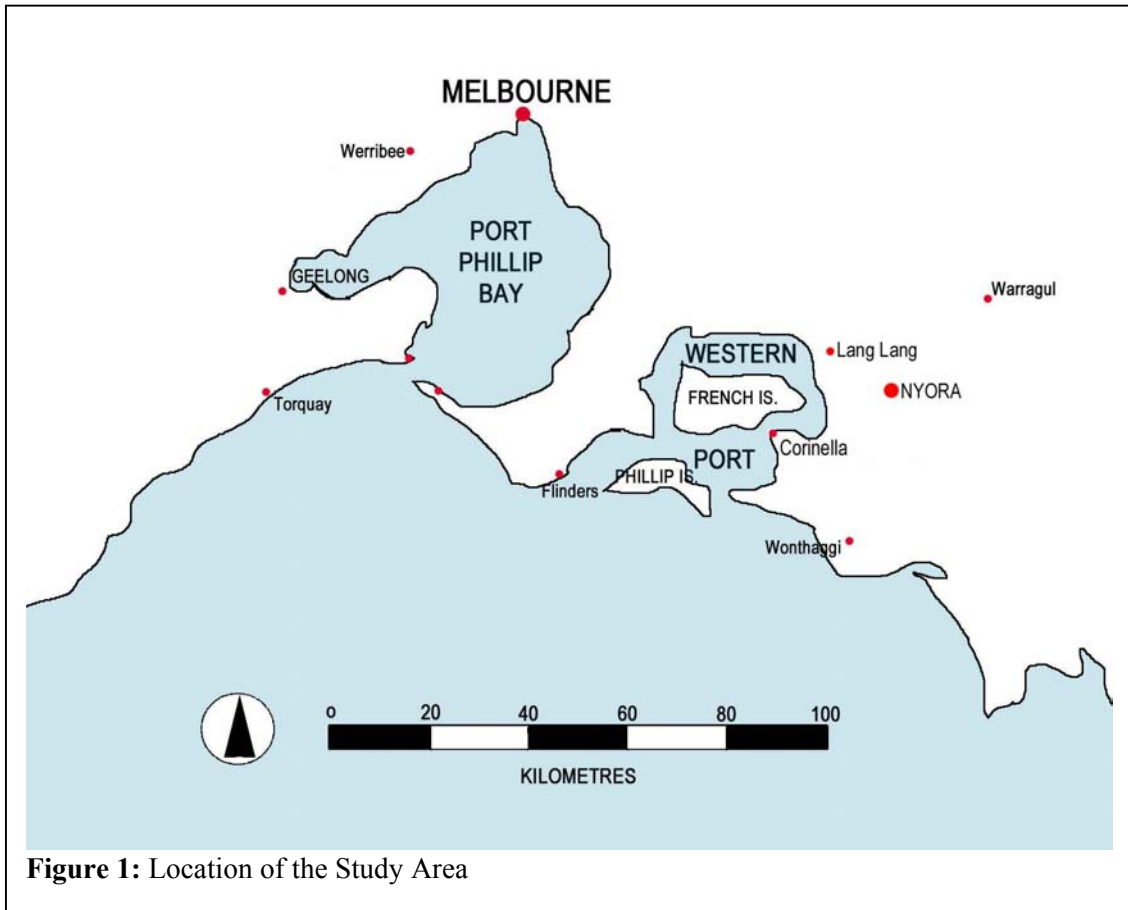 MELBOURNE
Werribee
PORT
PHILLIP
BAY
GEELONG
Warragul
WESTERN
Lang Lang
FRENCH IS.
NYORA
Torquay
Corinella
PORT
PHILLIP IS.
Flinders
Wonthaggi
o 20 40 60 80 100
KILOMETRES
Figure 1: Location of the Study Area